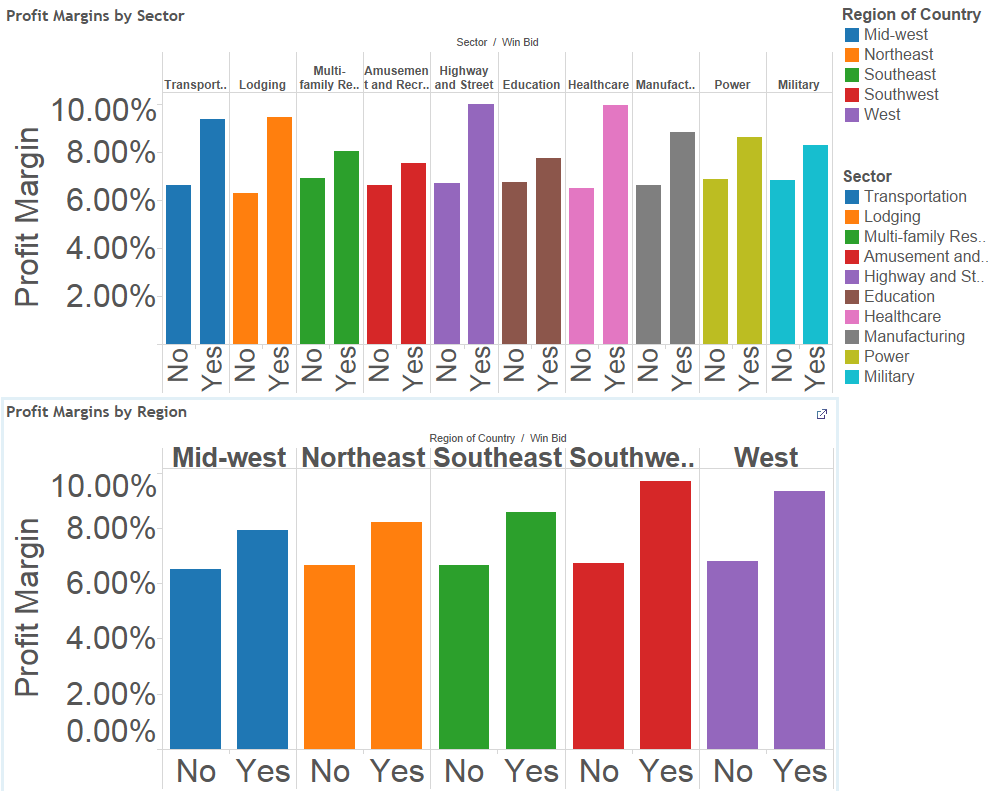 Profit Margins by Sector
Sector / Win Bid
Transport.. Lodging Multi-family Re.. Amusement and Recr.. Highway and Street Education Healthcare Manufact.. Power Military
Profit Margin
10.00%
8.00%
6.00%
4.00%
2.00%
No Yes No Yes No Yes No Yes No Yes No Yes No Yes No Yes No Yes No Yes
Region of Country
Mid-west
Northeast
Southeast
Southwest
West
Sector
Transportation
Lodging
Multi-family Res..
Amusement and..
Highway and St..
Education
Healthcare
Manufacturing
Power
Military
Profit Margins by Region
Region of Country / Win Bid
Mid-west Northeast Southeast Southwe.. West
Profit Margin
10.00%
8.00%
6.00%
4.00%
2.00%
0.00%
No Yes No Yes No Yes No Yes No Yes